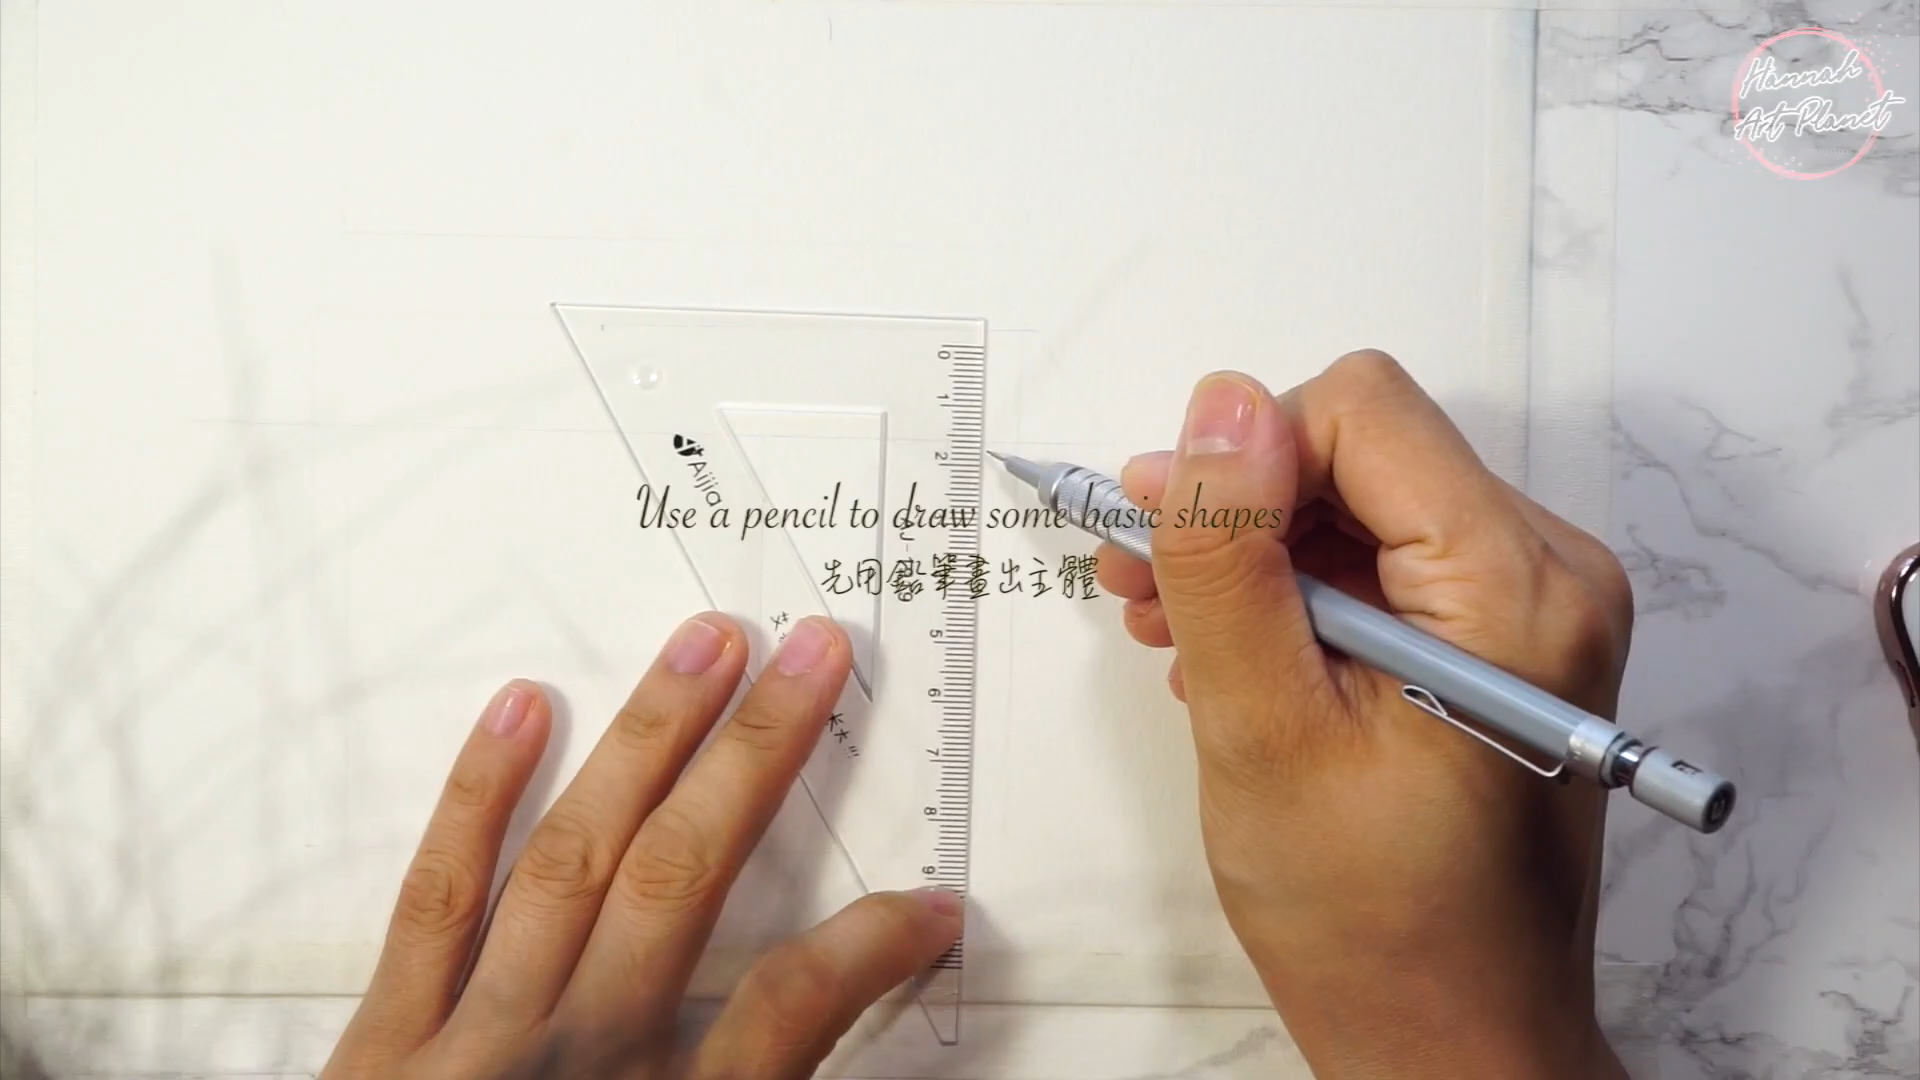 Hannah
Art Planet
Aijia
Use a pencil to draw some basic shapes
先用鉛筆畫出主體
0
1
2
5
6
7
8
9